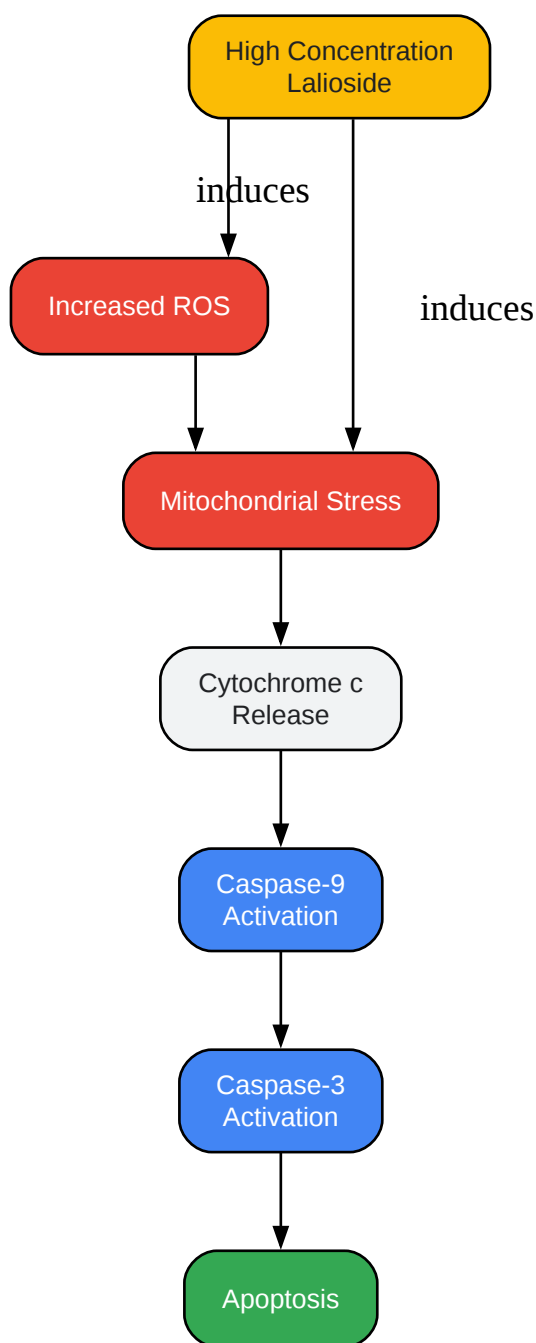 High Concentration
Lalioside
induces
Increased ROS
induces
Mitochondrial Stress
Cytochrome c
Release
Caspase-9
Activation
Caspase-3
Activation
Apoptosis